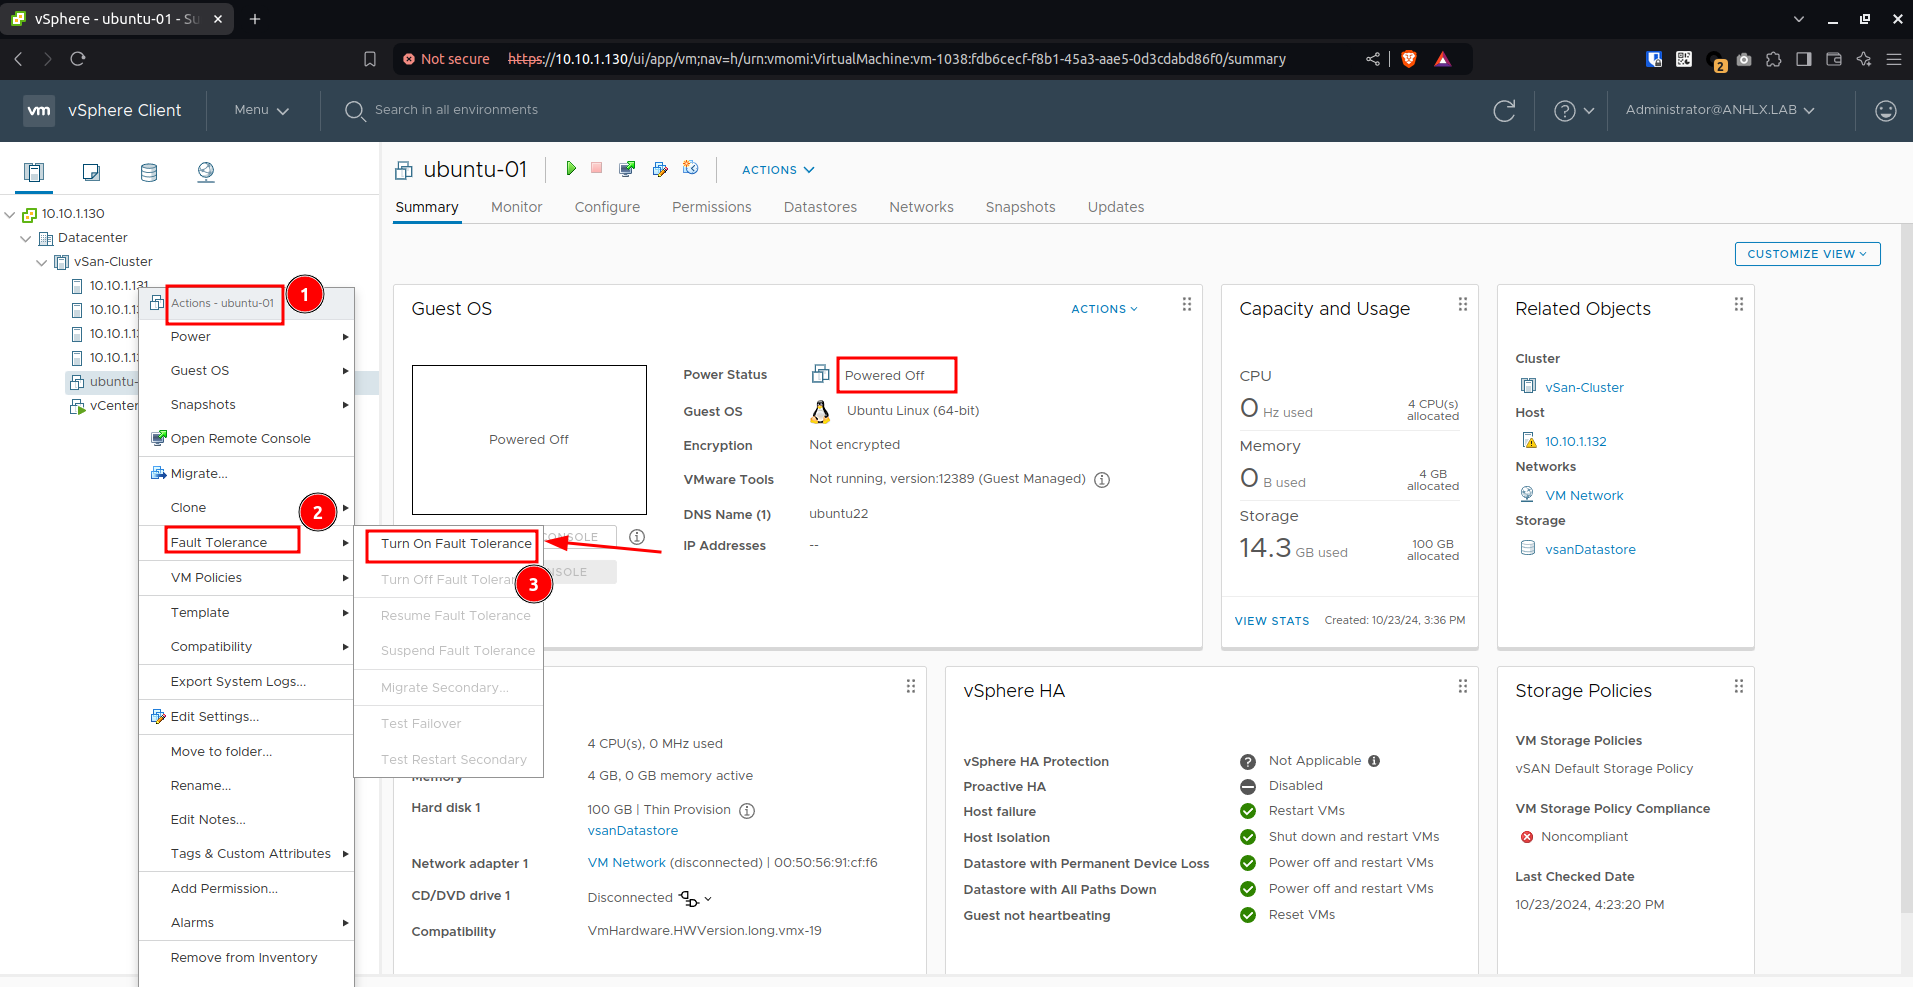 vSphere - ubuntu-01 - Su
Not secure https://10.10.1.130/ui/app/vm;nav=h/urn:vmomi:VirtualMachine:vm-1038:fdb6cecf-f8b1-45a3-aae5-0d3cdabd86f0/summary 2
vm vSphere Client Menu Search in all environments Administrator@ANHLX.LAB
10.10.1.130
Datacenter
vSan-Cluster
10.10.1.131
10.10.1.1
10.10.1.1
10.10.1.1
ubuntu-
vCenter
ubuntu-01 ACTIONS
Summary Monitor Configure Permissions Datastores Networks Snapshots Updates
CUSTOMIZE VIEW
1
Actions - ubuntu-01
Power
Guest OS
Snapshots
Open Remote Console
Migrate...
Clone
2
Fault Tolerance
VM Policies
Template
Compatibility
Export System Logs...
Edit Settings...
Move to folder...
Rename...
Edit Notes...
Tags & Custom Attributes
Add Permission...
Alarms
Remove from Inventory
Turn On Fault Tolerance
3
Turn Off Fault Tolera
Resume Fault Tolerance
Suspend Fault Tolerance
Migrate Secondary...
Test Failover
Test Restart Secondary
Guest OS ACTIONS
Powered Off
CONSOLE
NSOLE
Power Status Powered Off
Guest OS Ubuntu Linux (64-bit)
Encryption Not encrypted
VMware Tools Not running, version:12389 (Guest Managed)
DNS Name (1) ubuntu22
IP Addresses --
Capacity and Usage
CPU
0 Hz used 4 CPU(s) allocated
Memory
0 B used 4 GB allocated
Storage
14.3 GB used 100 GB allocated
VIEW STATS Created: 10/23/24, 3:36 PM
Related Objects
Cluster
vSan-Cluster
Host
10.10.1.132
Networks
VM Network
Storage
vsanDatastore
4 CPU(s), 0 MHz used
Memory 4 GB, 0 GB memory active
Hard disk 1 100 GB | Thin Provision
vsanDatastore
Network adapter 1 VM Network (disconnected) | 00:50:56:91:cf:f6
CD/DVD drive 1 Disconnected
Compatibility VmHardware.HWVersion.long.vmx-19
vSphere HA
vSphere HA Protection Not Applicable
Proactive HA Disabled
Host failure Restart VMs
Host Isolation Shut down and restart VMs
Datastore with Permanent Device Loss Power off and restart VMs
Datastore with All Paths Down Power off and restart VMs
Guest not heartbeating Reset VMs
Storage Policies
VM Storage Policies
vSAN Default Storage Policy
VM Storage Policy Compliance
Noncompliant
Last Checked Date
10/23/2024, 4:23:20 PM